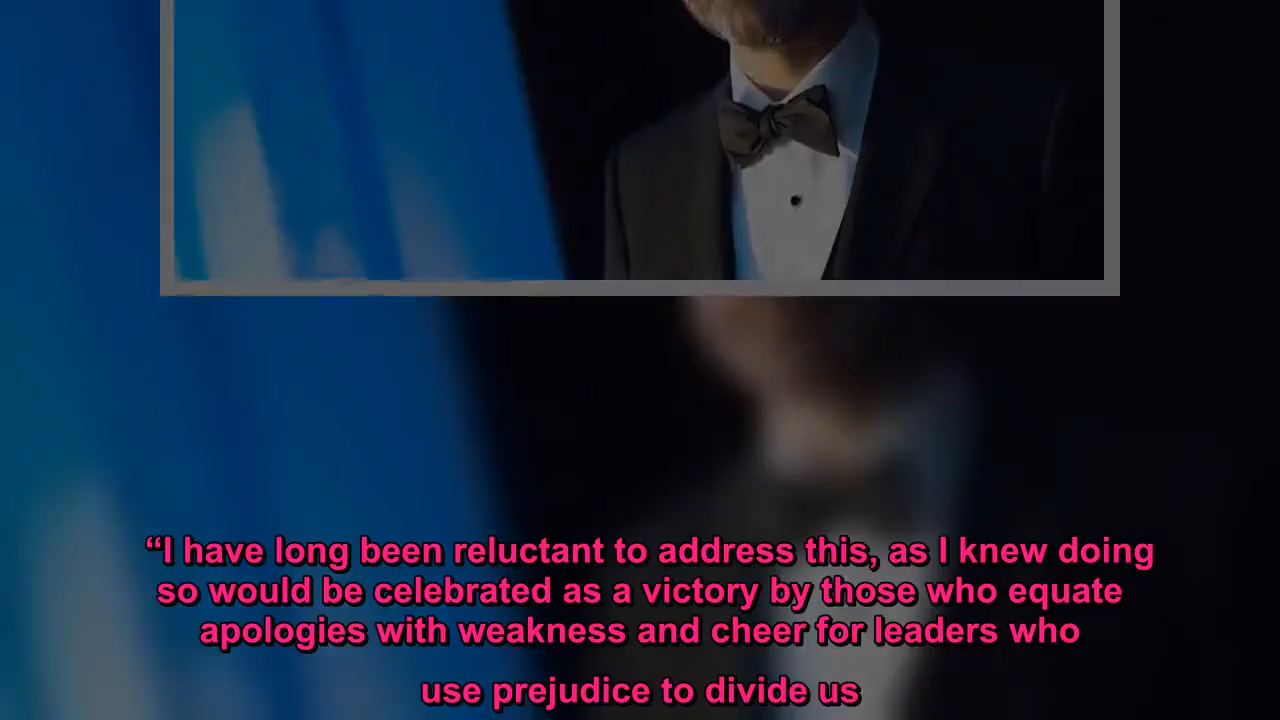 “I have long been reluctant to address this, as I knew doing
so would be celebrated as a victory by those who equate
apologies with weakness and cheer for leaders who
use prejudice to divide us